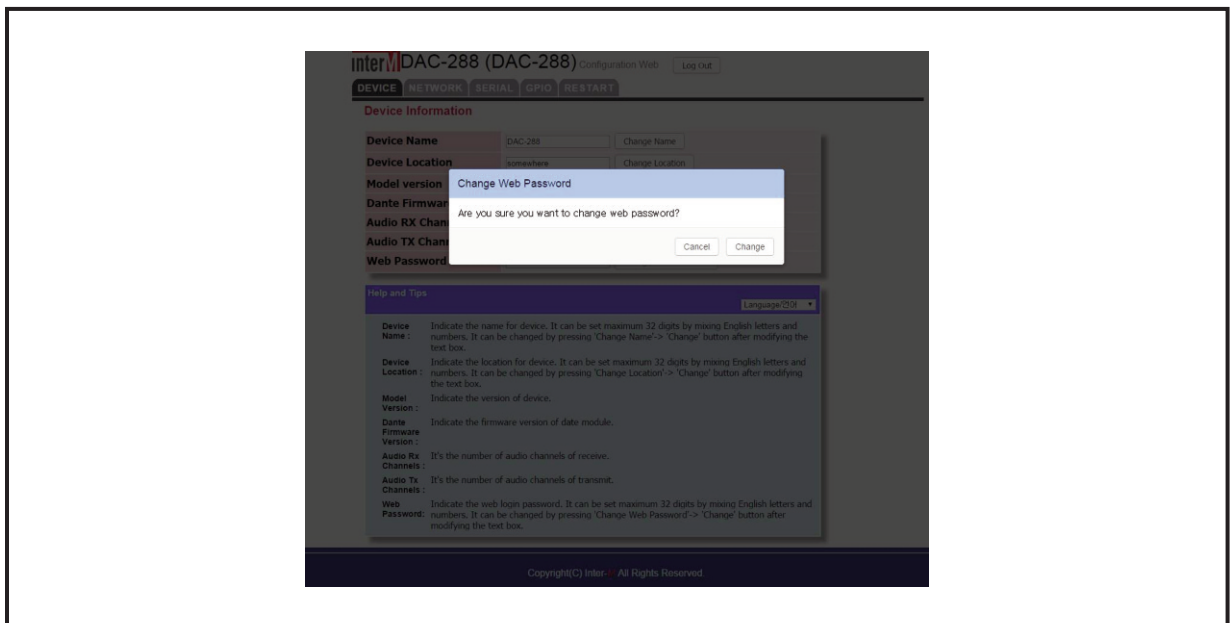 InterM DAC-288 (DAC-288) Configuration Web Log Out
DEVICE NETWORK SERIAL GPIO RESTART
Device Information
Device Name DAC-288 Change Name
Device Location somewhere Change Location
Model version
Dante Firmwar
Audio RX Chan
Audio TX Chan
Web Password
Change Web Password
Are you sure you want to change web password?
Cancel Change
Help and Tips
Language/언어
Device Indicate the name for device. It can be set maximum 32 digits by mixing English letters and
Name : numbers. It can be changed by pressing 'Change Name'-> 'Change' button after modifying the
text box.
Device Indicate the location for device. It can be set maximum 32 digits by mixing English letters and
Location : numbers. It can be changed by pressing 'Change Location'-> 'Change' button after modifying
the text box.
Model Indicate the version of device.
Version :
Dante Indicate the firmware version of date module.
Firmware
Version :
Audio Rx It's the number of audio channels of receive.
Channels :
Audio Tx It's the number of audio channels of transmit.
Channels :
Web Indicate the web login password. It can be set maximum 32 digits by mixing English letters and
Password: numbers. It can be changed by pressing 'Change Web Password'-> 'Change' button after
modifying the text box.
Copyright(C) Inter-M All Rights Reserved